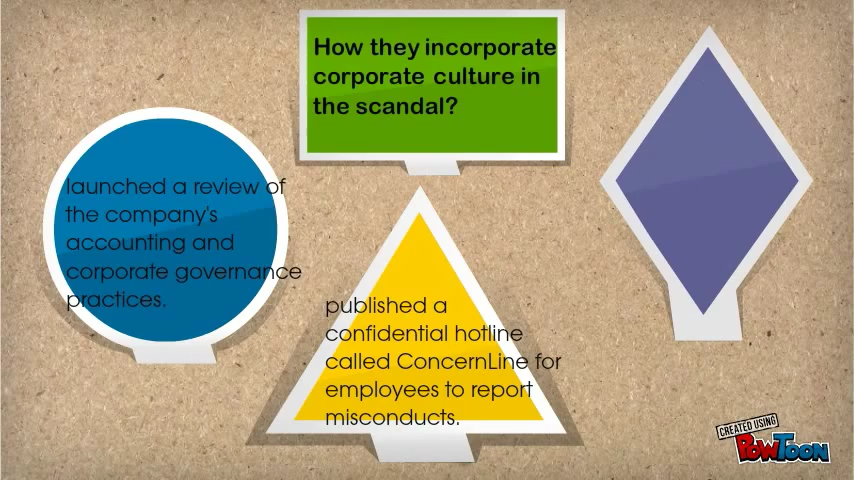 How they incorporate
corporate culture in
the scandal?
launched a review of
the company's
accounting and
corporate governance
practices.
published a
confidential hotline
called ConcernLine for
employees to report
misconducts.
CREATED USING
PowToon